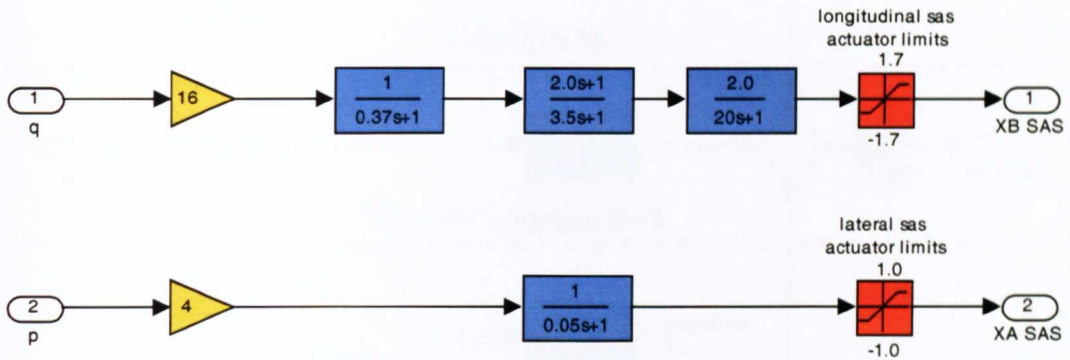 longitudinal sas
actuator limits
1.7
1
q
16
1
0.37s+1
2.0s+1
3.5s+1
2.0
20s+1
-1.7
1
XB SAS
lateral sas
actuator limits
1.0
2
p
4
1
0.05s+1
-1.0
2
XA SAS